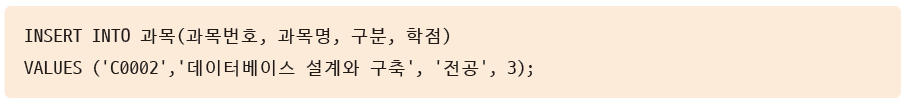 INSERT INTO 과목(과목번호, 과목명, 구분, 학점)
VALUES ('C0002','데이터베이스 설계와 구축', '전공', 3);